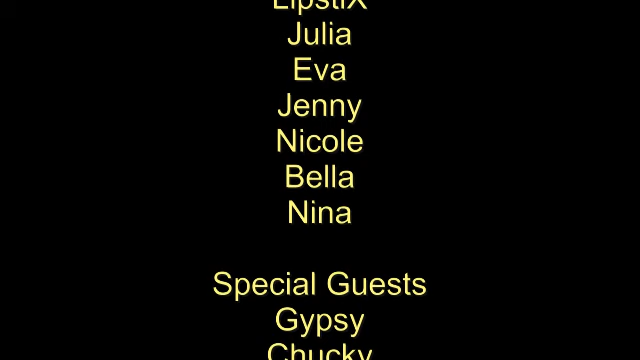 LipstiX
Julia
Eva
Jenny
Nicole
Bella
Nina
Special Guests
Gypsy
Chucky